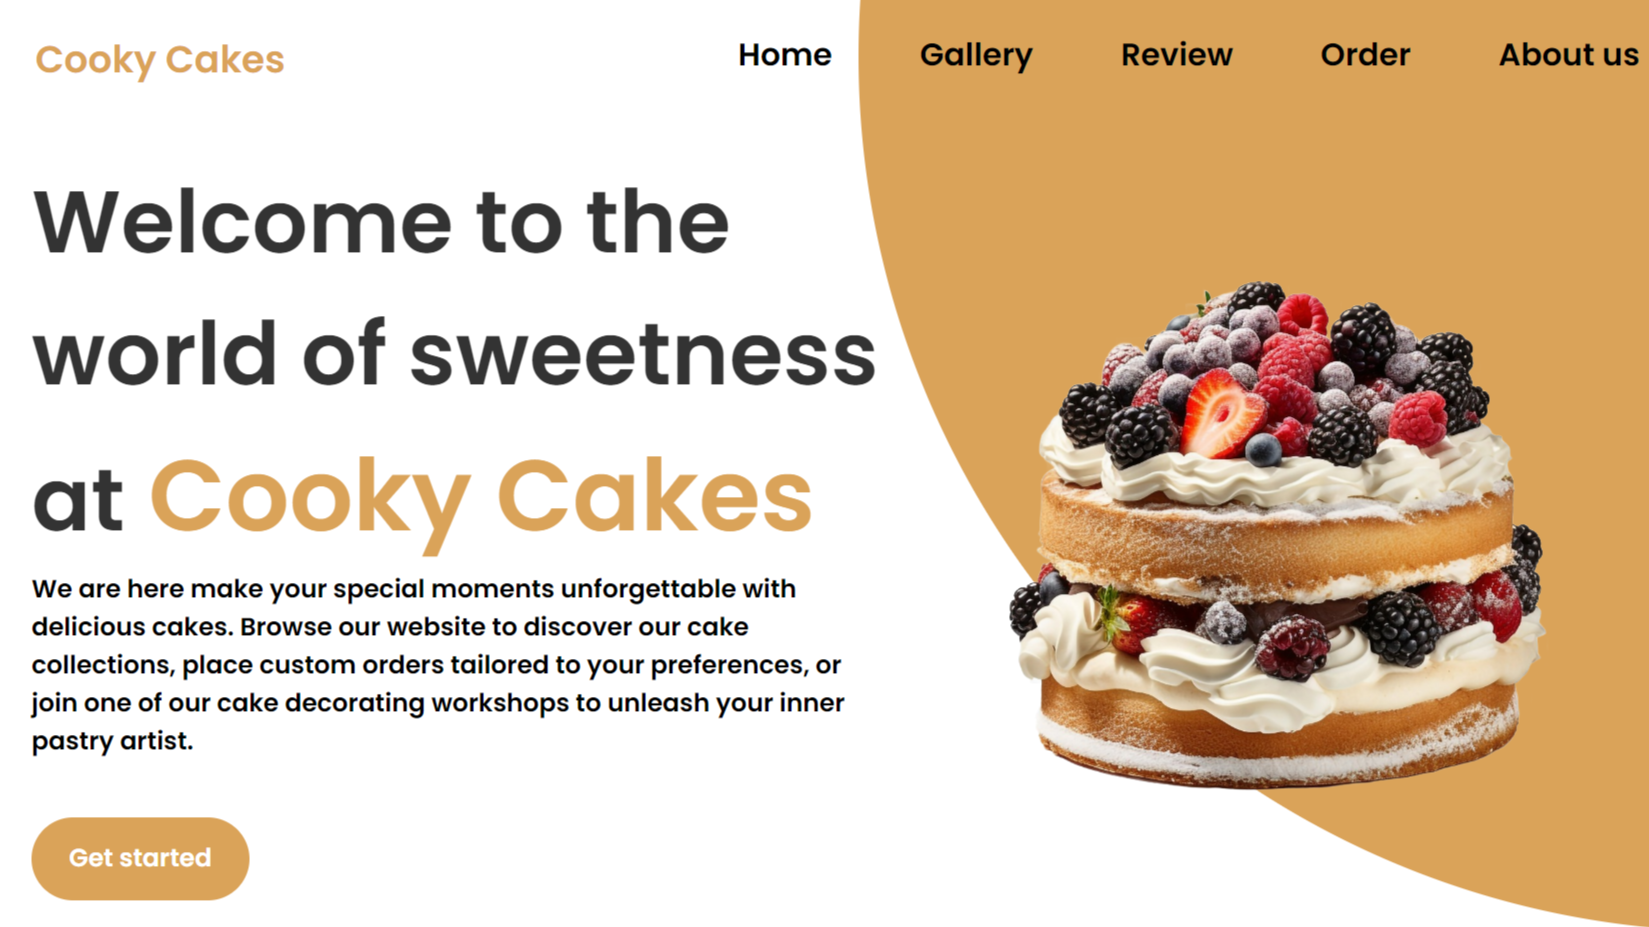 Cooky Cakes
Home Gallery Review Order About us
Welcome to the
world of sweetness
at Cooky Cakes
We are here make your special moments unforgettable with
delicious cakes. Browse our website to discover our cake
collections, place custom orders tailored to your preferences, or
join one of our cake decorating workshops to unleash your inner
pastry artist.
Get started